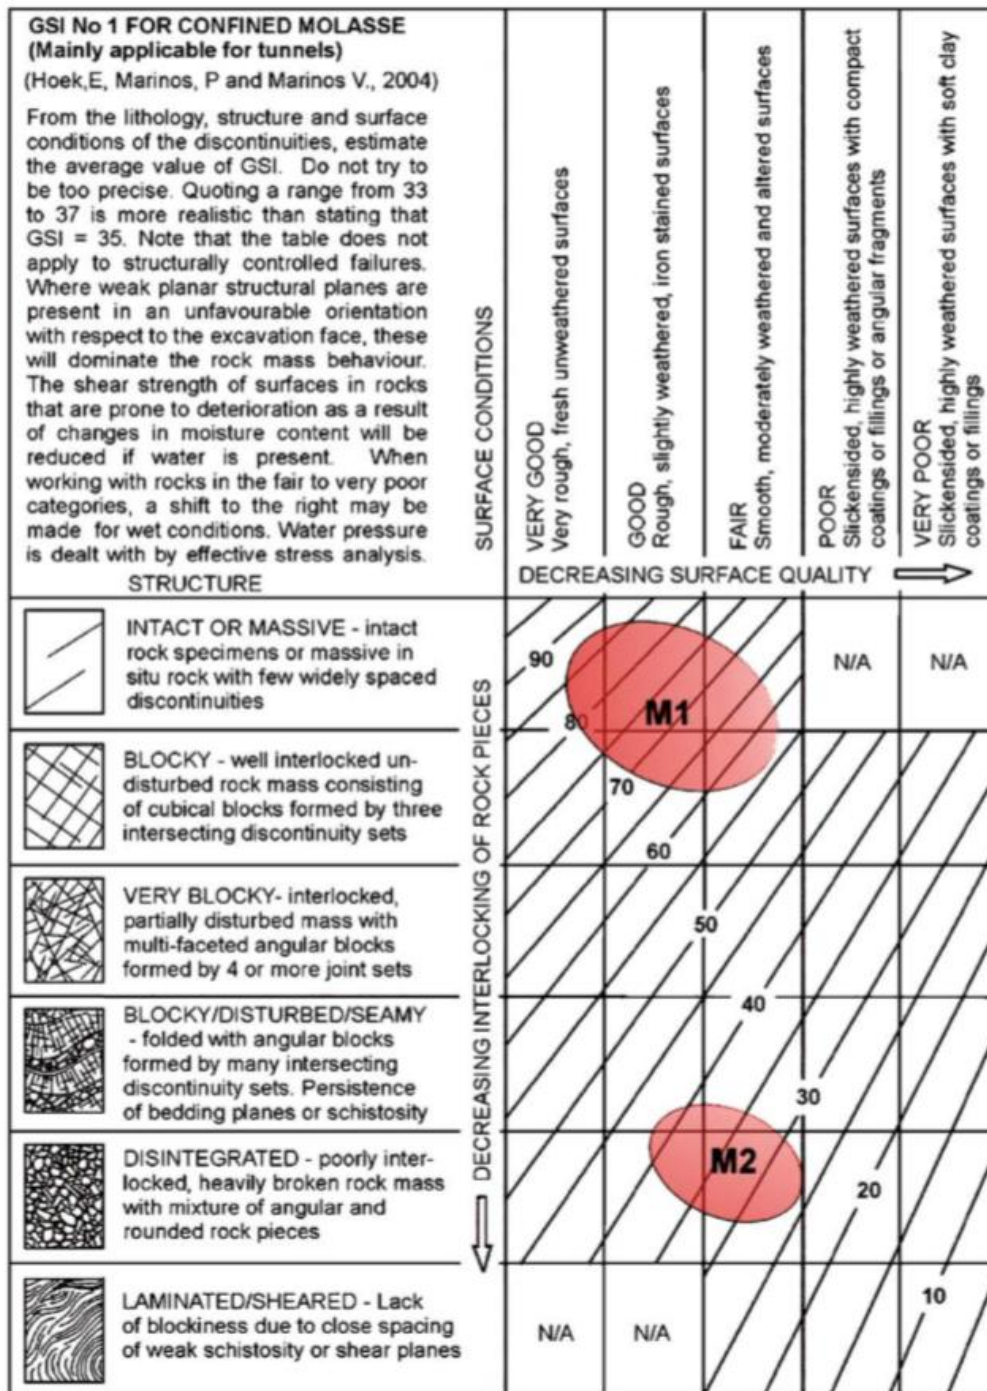 GSI No 1 FOR CONFINED MOLASSE
(Mainly applicable for tunnels)
(Hoek,E, Marinos, P and Marinos V., 2004)
From the lithology, structure and surface
conditions of the discontinuities, estimate
the average value of GSI. Do not try to
be too precise. Quoting a range from 33
to 37 is more realistic than stating that
GSI = 35. Note that the table does not
apply to structurally controlled failures.
Where weak planar structural planes are
present in an unfavourable orientation
with respect to the excavation face, these
will dominate the rock mass behaviour.
The shear strength of surfaces in rocks
that are prone to deterioration as a result
of changes in moisture content will be
reduced if water is present. When
working with rocks in the fair to very poor
categories, a shift to the right may be
made for wet conditions. Water pressure
is dealt with by effective stress analysis.
STRUCTURE
SURFACE CONDITIONS
VERY GOOD
Very rough, fresh unweathered surfaces
GOOD
Rough, slightly weathered, iron stained surfaces
FAIR
Smooth, moderately weathered and altered surfaces
POOR
Slickensided, highly weathered surfaces with compact
coatings or fillings or angular fragments
VERY POOR
Slickensided, highly weathered surfaces with soft clay
coatings or fillings
DECREASING SURFACE QUALITY
DECREASING INTERLOCKING OF ROCK PIECES
INTACT OR MASSIVE - intact
rock specimens or massive in
situ rock with few widely spaced
discontinuities
90
80
M1
N/A
N/A
BLOCKY - well interlocked un-
disturbed rock mass consisting
of cubical blocks formed by three
intersecting discontinuity sets
70
60
VERY BLOCKY- interlocked,
partially disturbed mass with
multi-faceted angular blocks
formed by 4 or more joint sets
50
BLOCKY/DISTURBED/SEAMY
- folded with angular blocks
formed by many intersecting
discontinuity sets. Persistence
of bedding planes or schistosity
40
30
DISINTEGRATED - poorly inter-
locked, heavily broken rock mass
with mixture of angular and
rounded rock pieces
M2
20
LAMINATED/SHEARED - Lack
of blockiness due to close spacing
of weak schistosity or shear planes
N/A
N/A
10